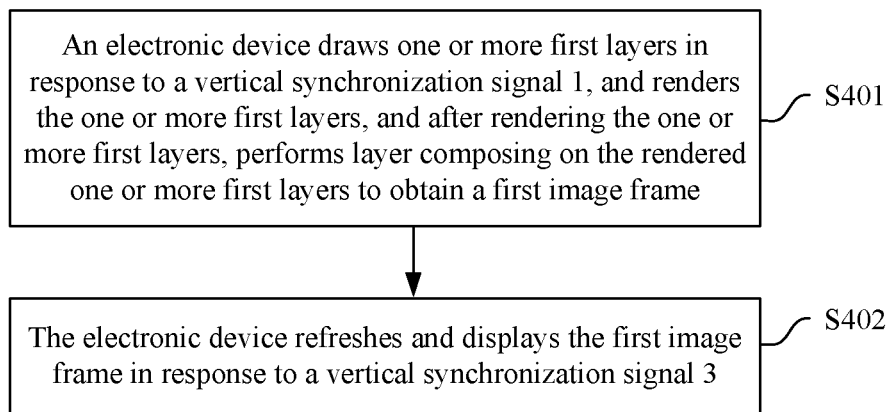 An electronic device draws one or more first layers in
response to a vertical synchronization signal 1, and renders
the one or more first layers, and after rendering the one or
more first layers, performs layer composing on the rendered
one or more first layers to obtain a first image frame
S401
The electronic device refreshes and displays the first image
frame in response to a vertical synchronization signal 3
S402